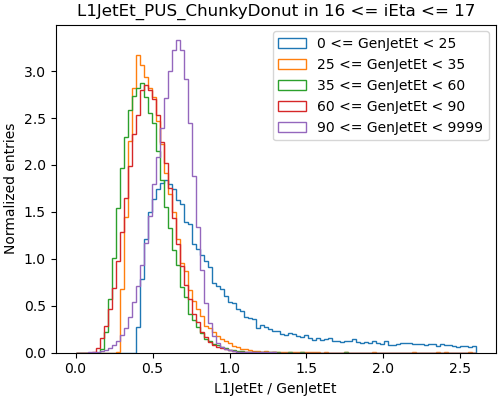 L1JetEt_PUS_ChunkyDonut in 16 <= iEta <= 17
0 <= GenJetEt < 25
25 <= GenJetEt < 35
35 <= GenJetEt < 60
60 <= GenJetEt < 90
90 <= GenJetEt < 9999
Normalized entries
3.0
2.5
2.0
1.5
1.0
0.5
0.0
0.0 0.5 1.0 1.5 2.0 2.5
L1JetEt / GenJetEt